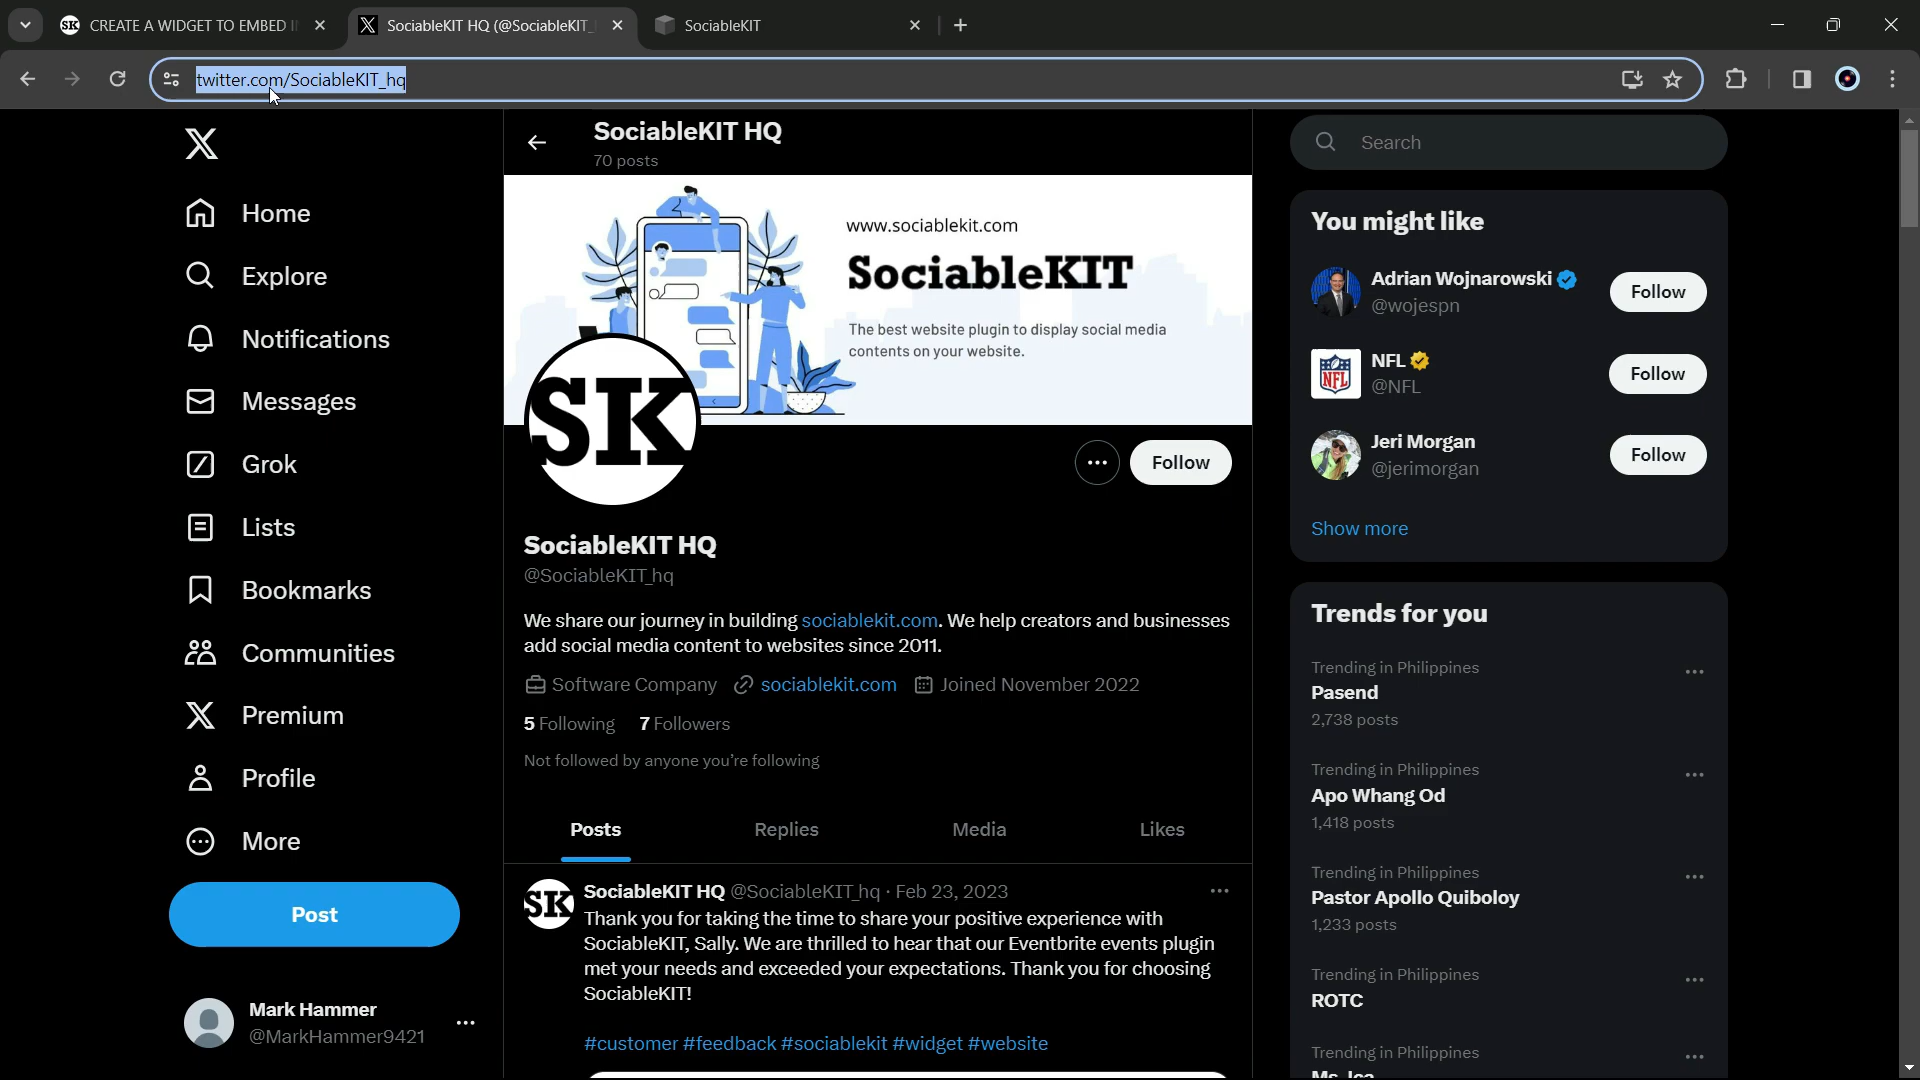 CREATE A WIDGET TO EMBED I
SociableKIT HQ (@SociableKIT_
SociableKIT
twitter.com/SociableKIT_hq
Home
Explore
Notifications
Messages
Grok
Lists
Bookmarks
Communities
Premium
Profile
More
Post
Mark Hammer
@MarkHammer9421
SociableKIT HQ
70 posts
www.sociablekit.com
SociableKIT
The best website plugin to display social media
contents on your website.
SK
Follow
SociableKIT HQ
@SociableKIT_hq
We share our journey in building sociablekit.com. We help creators and businesses
add social media content to websites since 2011.
Software Company sociablekit.com Joined November 2022
5 Following 7 Followers
Not followed by anyone you're following
Posts Replies Media Likes
SK
SociableKIT HQ @SociableKIT_hq · Feb 23, 2023
Thank you for taking the time to share your positive experience with
SociableKIT, Sally. We are thrilled to hear that our Eventbrite events plugin
met your needs and exceeded your expectations. Thank you for choosing
SociableKIT!
#customer #feedback #sociablekit #widget #website
Search
You might like
Adrian Wojnarowski
@wojespn
Follow
NFL
NFL
@NFL
Follow
Jeri Morgan
@jerimorgan
Follow
Show more
Trends for you
Trending in Philippines
Pasend
2,738 posts
Trending in Philippines
Apo Whang Od
1,418 posts
Trending in Philippines
Pastor Apollo Quiboloy
1,233 posts
Trending in Philippines
ROTC
Trending in Philippines